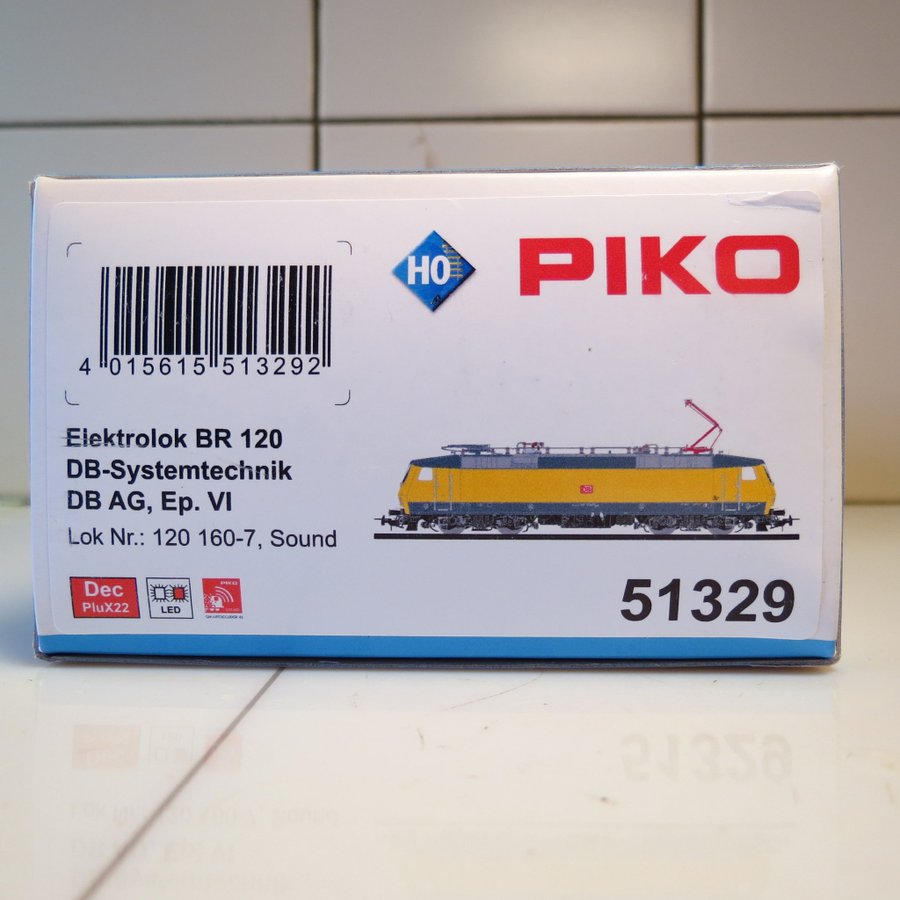 H0
PIKO
4 015615 513292
Elektrolok BR 120
DB-Systemtechnik
DB AG, Ep. VI
Lok Nr.: 120 160-7, Sound
Dec
PluX22
LED
PIKO
51329